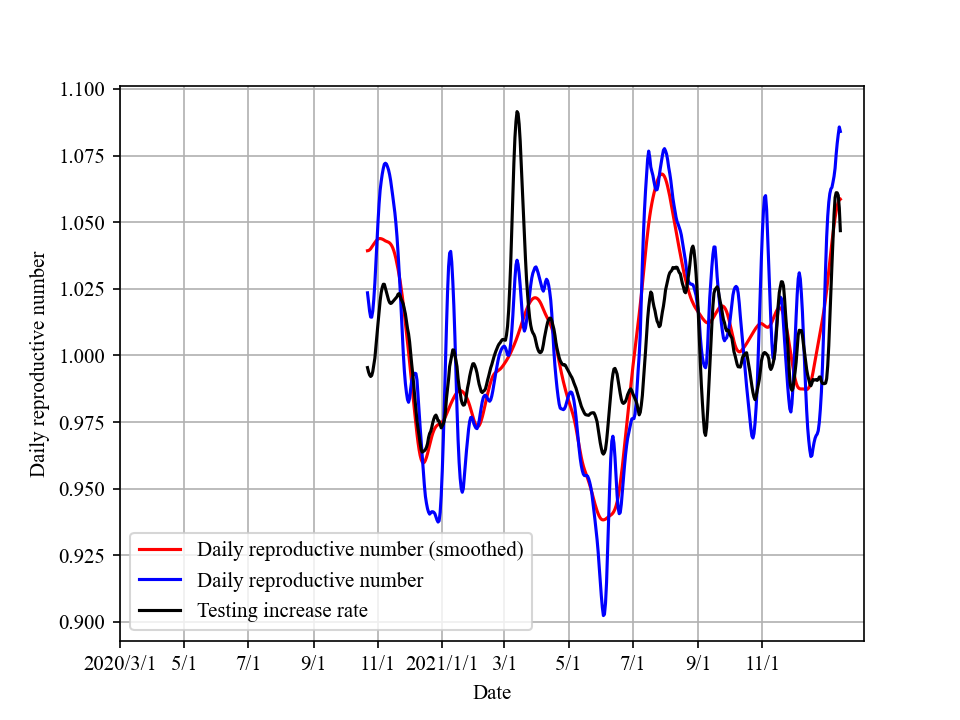 1.100
1.075
1.050
1.025
1.000
0.975
0.950
0.925
0.900
Daily reproductive number
Daily reproductive number (smoothed)
Daily reproductive number
Testing increase rate
2020/3/1 5/1 7/1 9/1 11/1 2021/1/1 3/1 5/1 7/1 9/1 11/1
Date